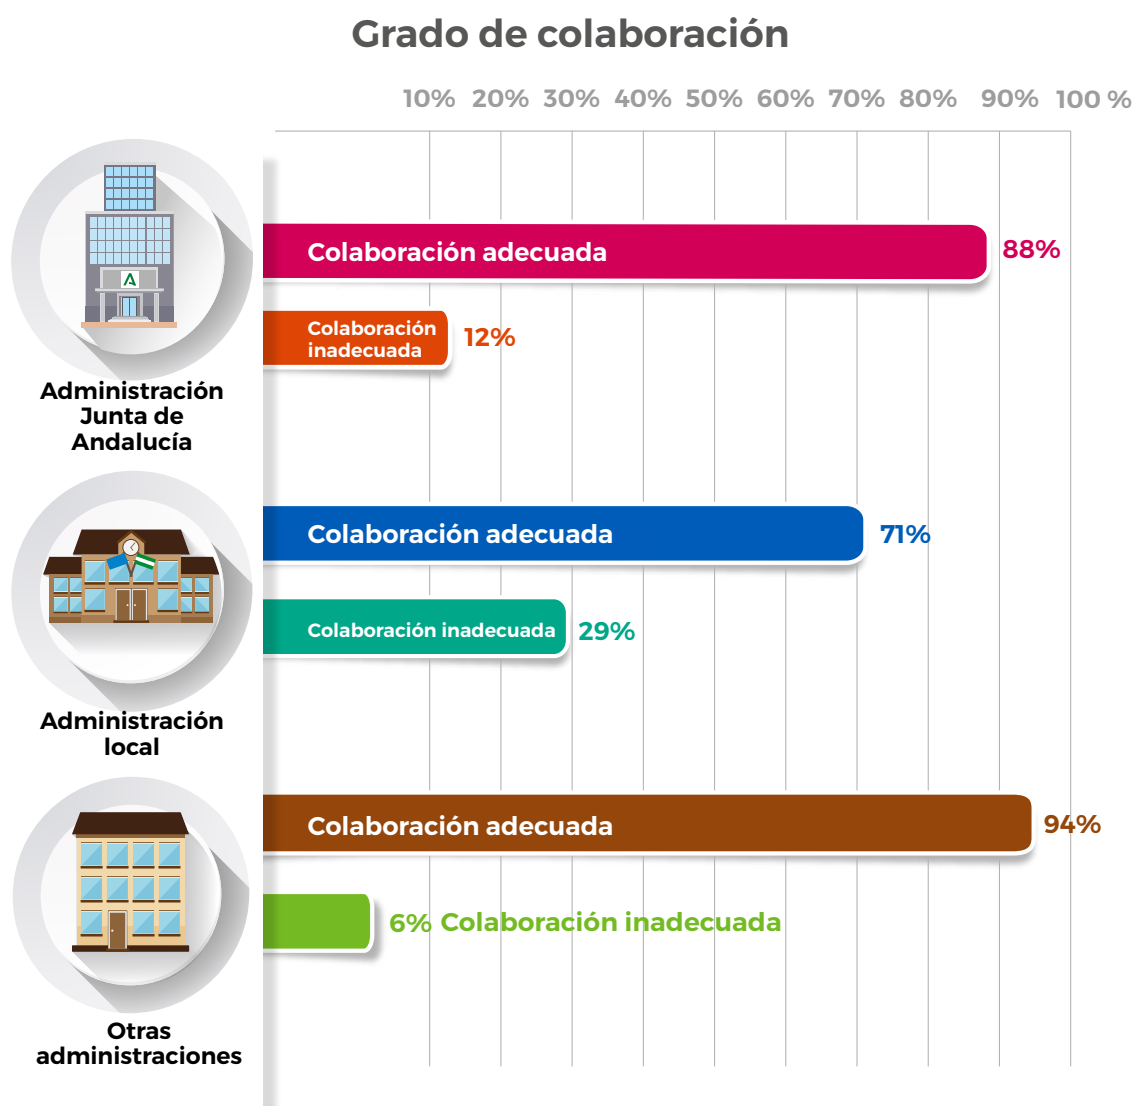 Grado de colaboración
10% 20% 30% 40% 50% 60% 70% 80% 90% 100 %
Colaboración adecuada 88%
Colaboración
inadecuada 12%
Administración
Junta de
Andalucía
Colaboración adecuada 71%
Colaboración inadecuada 29%
Administración
local
Colaboración adecuada 94%
6% Colaboración inadecuada
Otras
administraciones